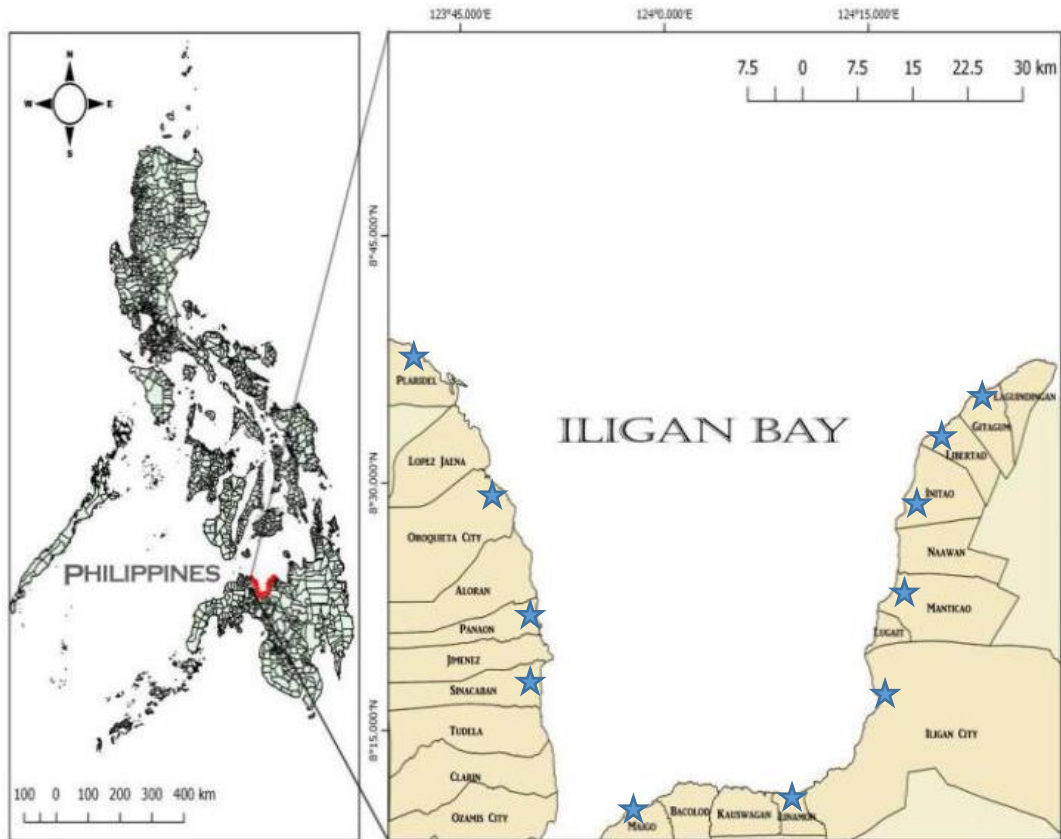 123°45.000'E 124°0.000'E 124°15.000'E
N
W E
S
7.5 0 7.5 15 22.5 30 km
8°45.000'N
PLARIDEL
LAGUINDINGAN
GITAGUM
ILIGAN BAY
LIBERTAD
LOPEZ JAENA
8°30.000'N
INITAO
OROQUIETA CITY
NAAWAN
PHILIPPINES
ALORAN
MANTICAO
PANAON
LUGAIT
JIMENEZ
SINACABAN
8°15.000'N
TUDELA
ILIGAN CITY
CLARIN
100 0 100 200 300 400 km
OZAMIS CITY
MAIGO
BACOLOD
KAUSWAGAN
LINAMON